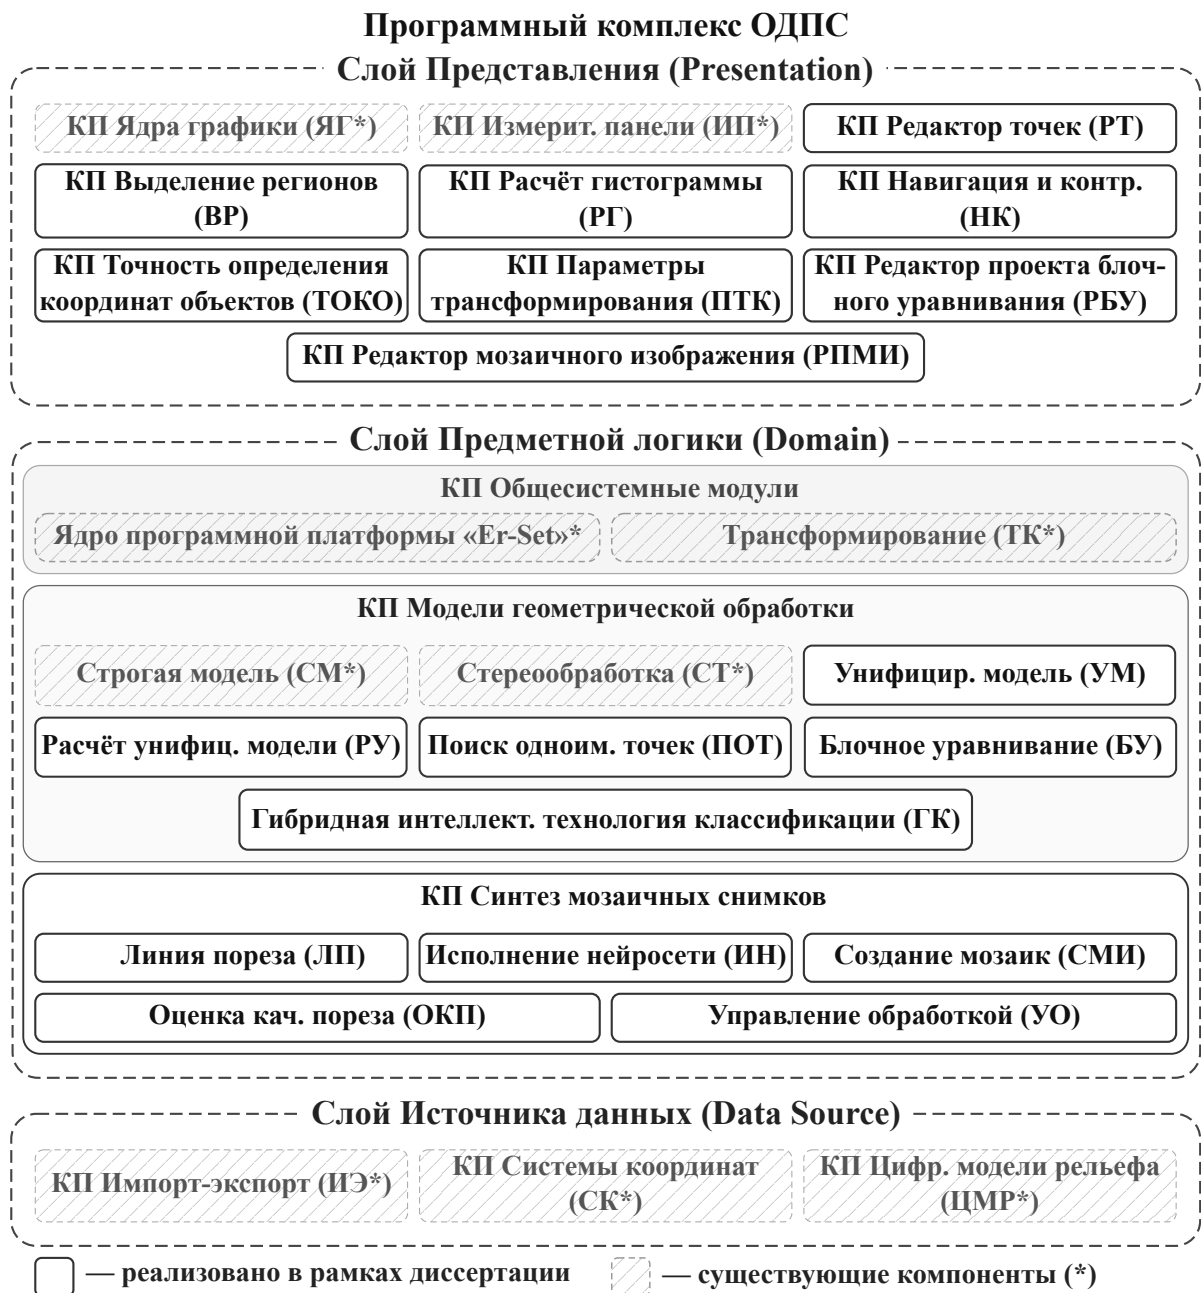 Программный комплекс ОДПС
Слой Представления (Presentation)
КП Ядра графики (ЯГ*)
КП Измерит. панели (ИП*)
КП Редактор точек (РТ)
КП Выделение регионов
(ВР)
КП Расчёт гистограммы
(РГ)
КП Навигация и контр.
(НК)
КП Точность определения
координат объектов (ТОКО)
КП Параметры
трансформирования (ПТК)
КП Редактор проекта блоч-
ного уравнивания (РБУ)
КП Редактор мозаичного изображения (РПМИ)
Слой Предметной логики (Domain)
КП Общесистемные модули
Ядро программной платформы «Er-Set»*
Трансформирование (ТК*)
КП Модели геометрической обработки
Строгая модель (СМ*)
Стереообработка (СТ*)
Унифицир. модель (УМ)
Расчёт унифиц. модели (РУ)
Поиск одноим. точек (ПОТ)
Блочное уравнивание (БУ)
Гибридная интеллект. технология классификации (ГК)
КП Синтез мозаичных снимков
Линия пореза (ЛП)
Исполнение нейросети (ИН)
Создание мозаик (СМИ)
Оценка кач. пореза (ОКП)
Управление обработкой (УО)
Слой Источника данных (Data Source)
КП Импорт-экспорт (ИЭ*)
КП Системы координат
(СК*)
КП Цифр. модели рельефа
(ЦМР*)
— реализовано в рамках диссертации
— существующие компоненты (*)